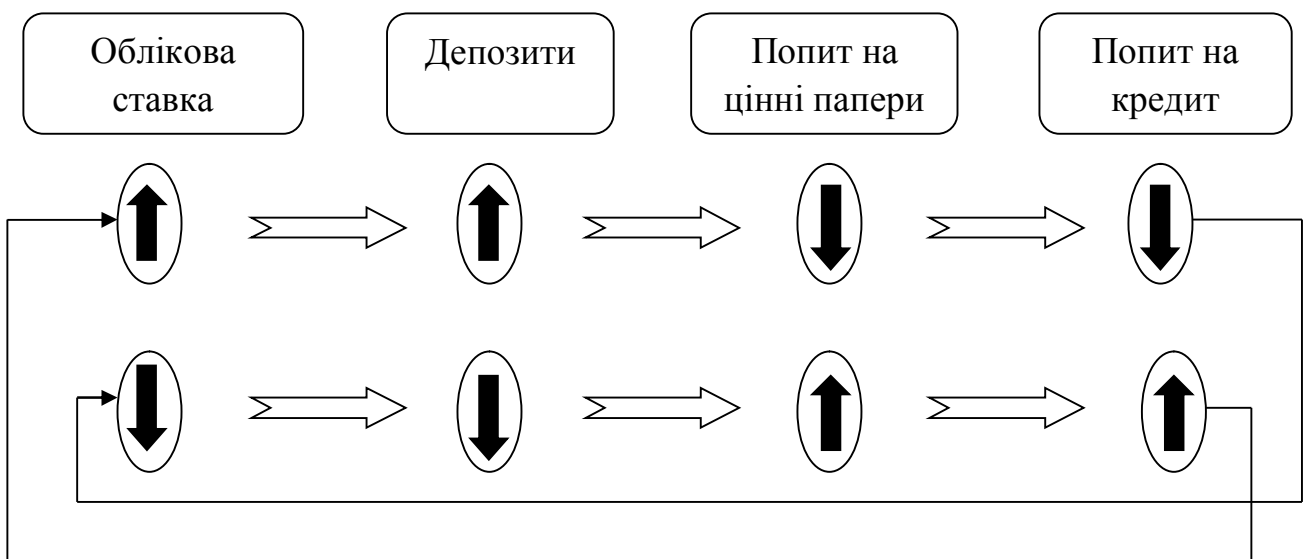 Облікова
ставка
Депозити
Попит на
цінні папери
Попит на
кредит